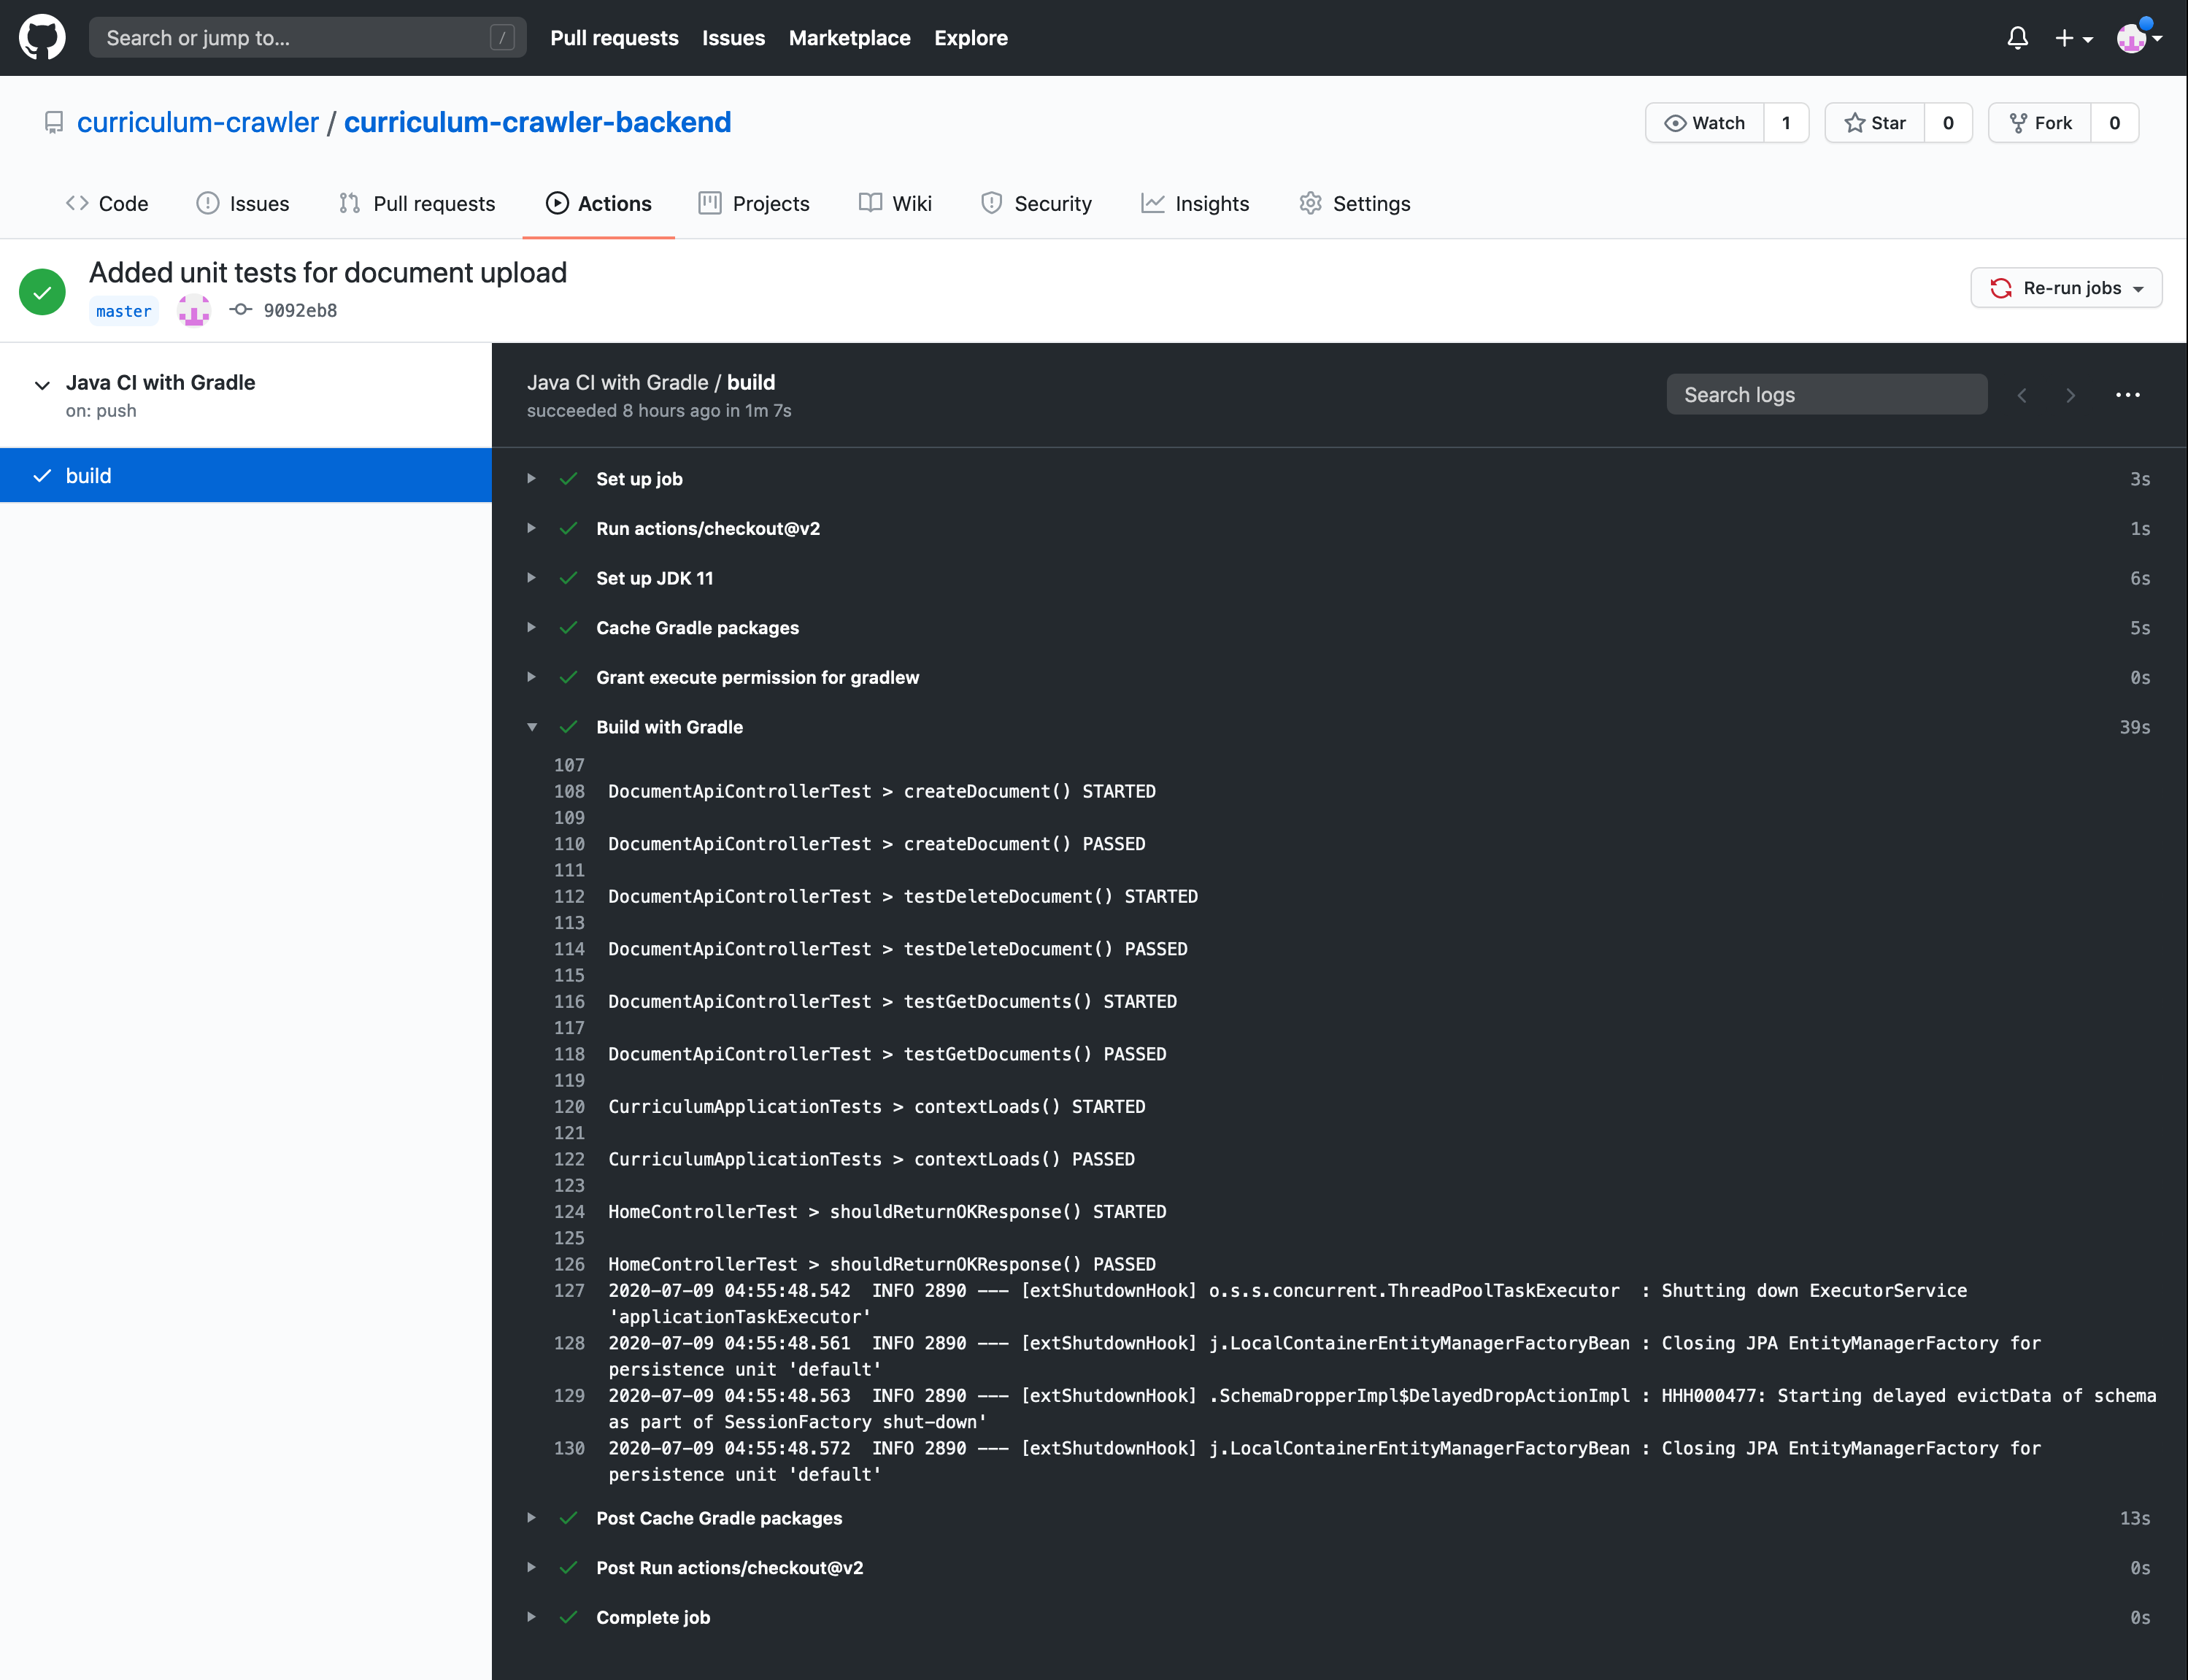 Search or jump to... /
Pull requests Issues Marketplace Explore
curriculum-crawler / curriculum-crawler-backend
Watch 1 Star 0 Fork 0
Code Issues Pull requests Actions Projects Wiki Security Insights Settings
Added unit tests for document upload
master 9092eb8
Re-run jobs
Java CI with Gradle
on: push
build
Java CI with Gradle / build
succeeded 8 hours ago in 1m 7s
Search logs
Set up job 3s
Run actions/checkout@v2 1s
Set up JDK 11 6s
Cache Gradle packages 5s
Grant execute permission for gradlew 0s
Build with Gradle 39s
107
108 DocumentApiControllerTest > createDocument() STARTED
109
110 DocumentApiControllerTest > createDocument() PASSED
111
112 DocumentApiControllerTest > testDeleteDocument() STARTED
113
114 DocumentApiControllerTest > testDeleteDocument() PASSED
115
116 DocumentApiControllerTest > testGetDocuments() STARTED
117
118 DocumentApiControllerTest > testGetDocuments() PASSED
119
120 CurriculumApplicationTests > contextLoads() STARTED
121
122 CurriculumApplicationTests > contextLoads() PASSED
123
124 HomeControllerTest > shouldReturnOKResponse() STARTED
125
126 HomeControllerTest > shouldReturnOKResponse() PASSED
127 2020-07-09 04:55:48.542  INFO 2890 --- [extShutdownHook] o.s.s.concurrent.ThreadPoolTaskExecutor  : Shutting down ExecutorService
'applicationTaskExecutor'
128 2020-07-09 04:55:48.561  INFO 2890 --- [extShutdownHook] j.LocalContainerEntityManagerFactoryBean : Closing JPA EntityManagerFactory for
persistence unit 'default'
129 2020-07-09 04:55:48.563  INFO 2890 --- [extShutdownHook] .SchemaDropperImpl$DelayedDropActionImpl : HHH000477: Starting delayed evictData of schema
as part of SessionFactory shut-down'
130 2020-07-09 04:55:48.572  INFO 2890 --- [extShutdownHook] j.LocalContainerEntityManagerFactoryBean : Closing JPA EntityManagerFactory for
persistence unit 'default'
Post Cache Gradle packages 13s
Post Run actions/checkout@v2 0s
Complete job 0s